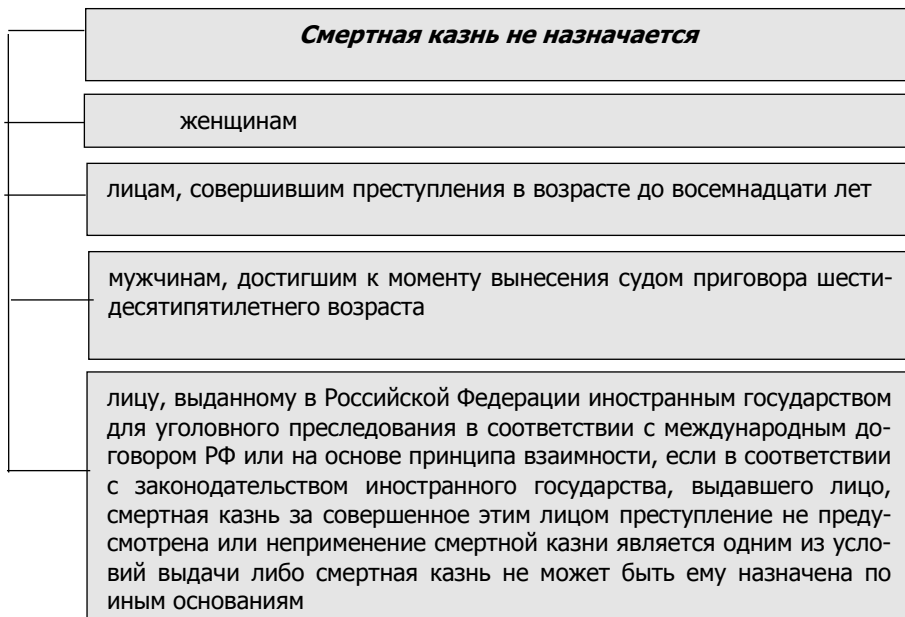 Смертная казнь не назначается
женщинам
лицам, совершившим преступления в возрасте до восемнадцати лет
мужчинам, достигшим к моменту вынесения судом приговора шести-
десятипятилетнего возраста
лицу, выданному в Российской Федерации иностранным государством
для уголовного преследования в соответствии с международным до-
говором РФ или на основе принципа взаимности, если в соответствии
с законодательством иностранного государства, выдавшего лицо,
смертная казнь за совершенное этим лицом преступление не преду-
смотрена или неприменение смертной казни является одним из усло-
вий выдачи либо смертная казнь не может быть ему назначена по
иным основаниям